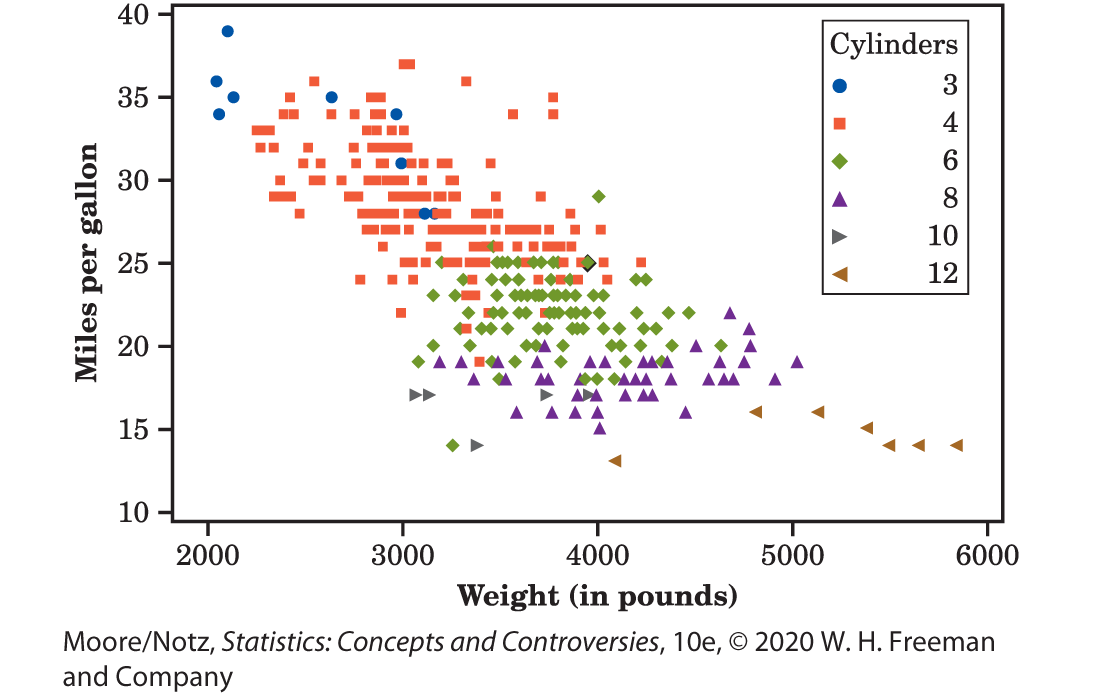 40
35
30
25
20
15
10
Miles per gallon
Cylinders
3
4
6
8
10
12
2000 3000 4000 5000 6000
Weight (in pounds)
Moore/Notz, Statistics: Concepts and Controversies, 10e, © 2020 W. H. Freeman
and Company